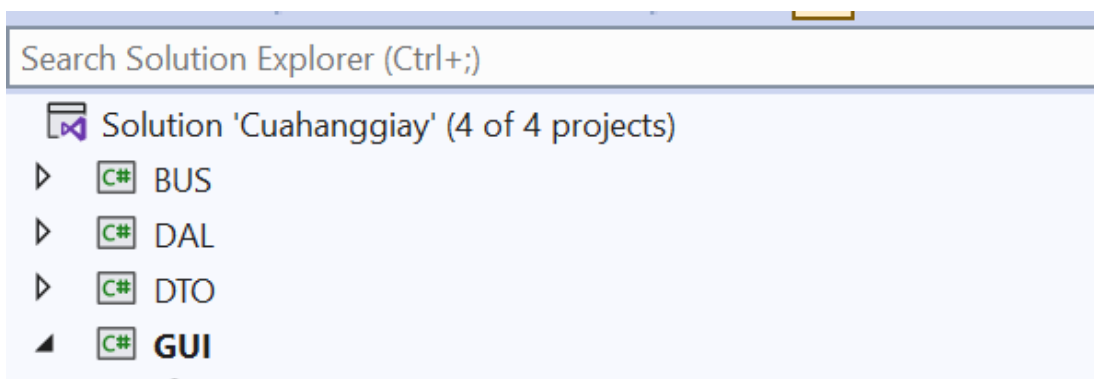 Search Solution Explorer (Ctrl+;)
Solution 'Cuahanggiay' (4 of 4 projects)
C# BUS
C# DAL
C# DTO
C# GUI